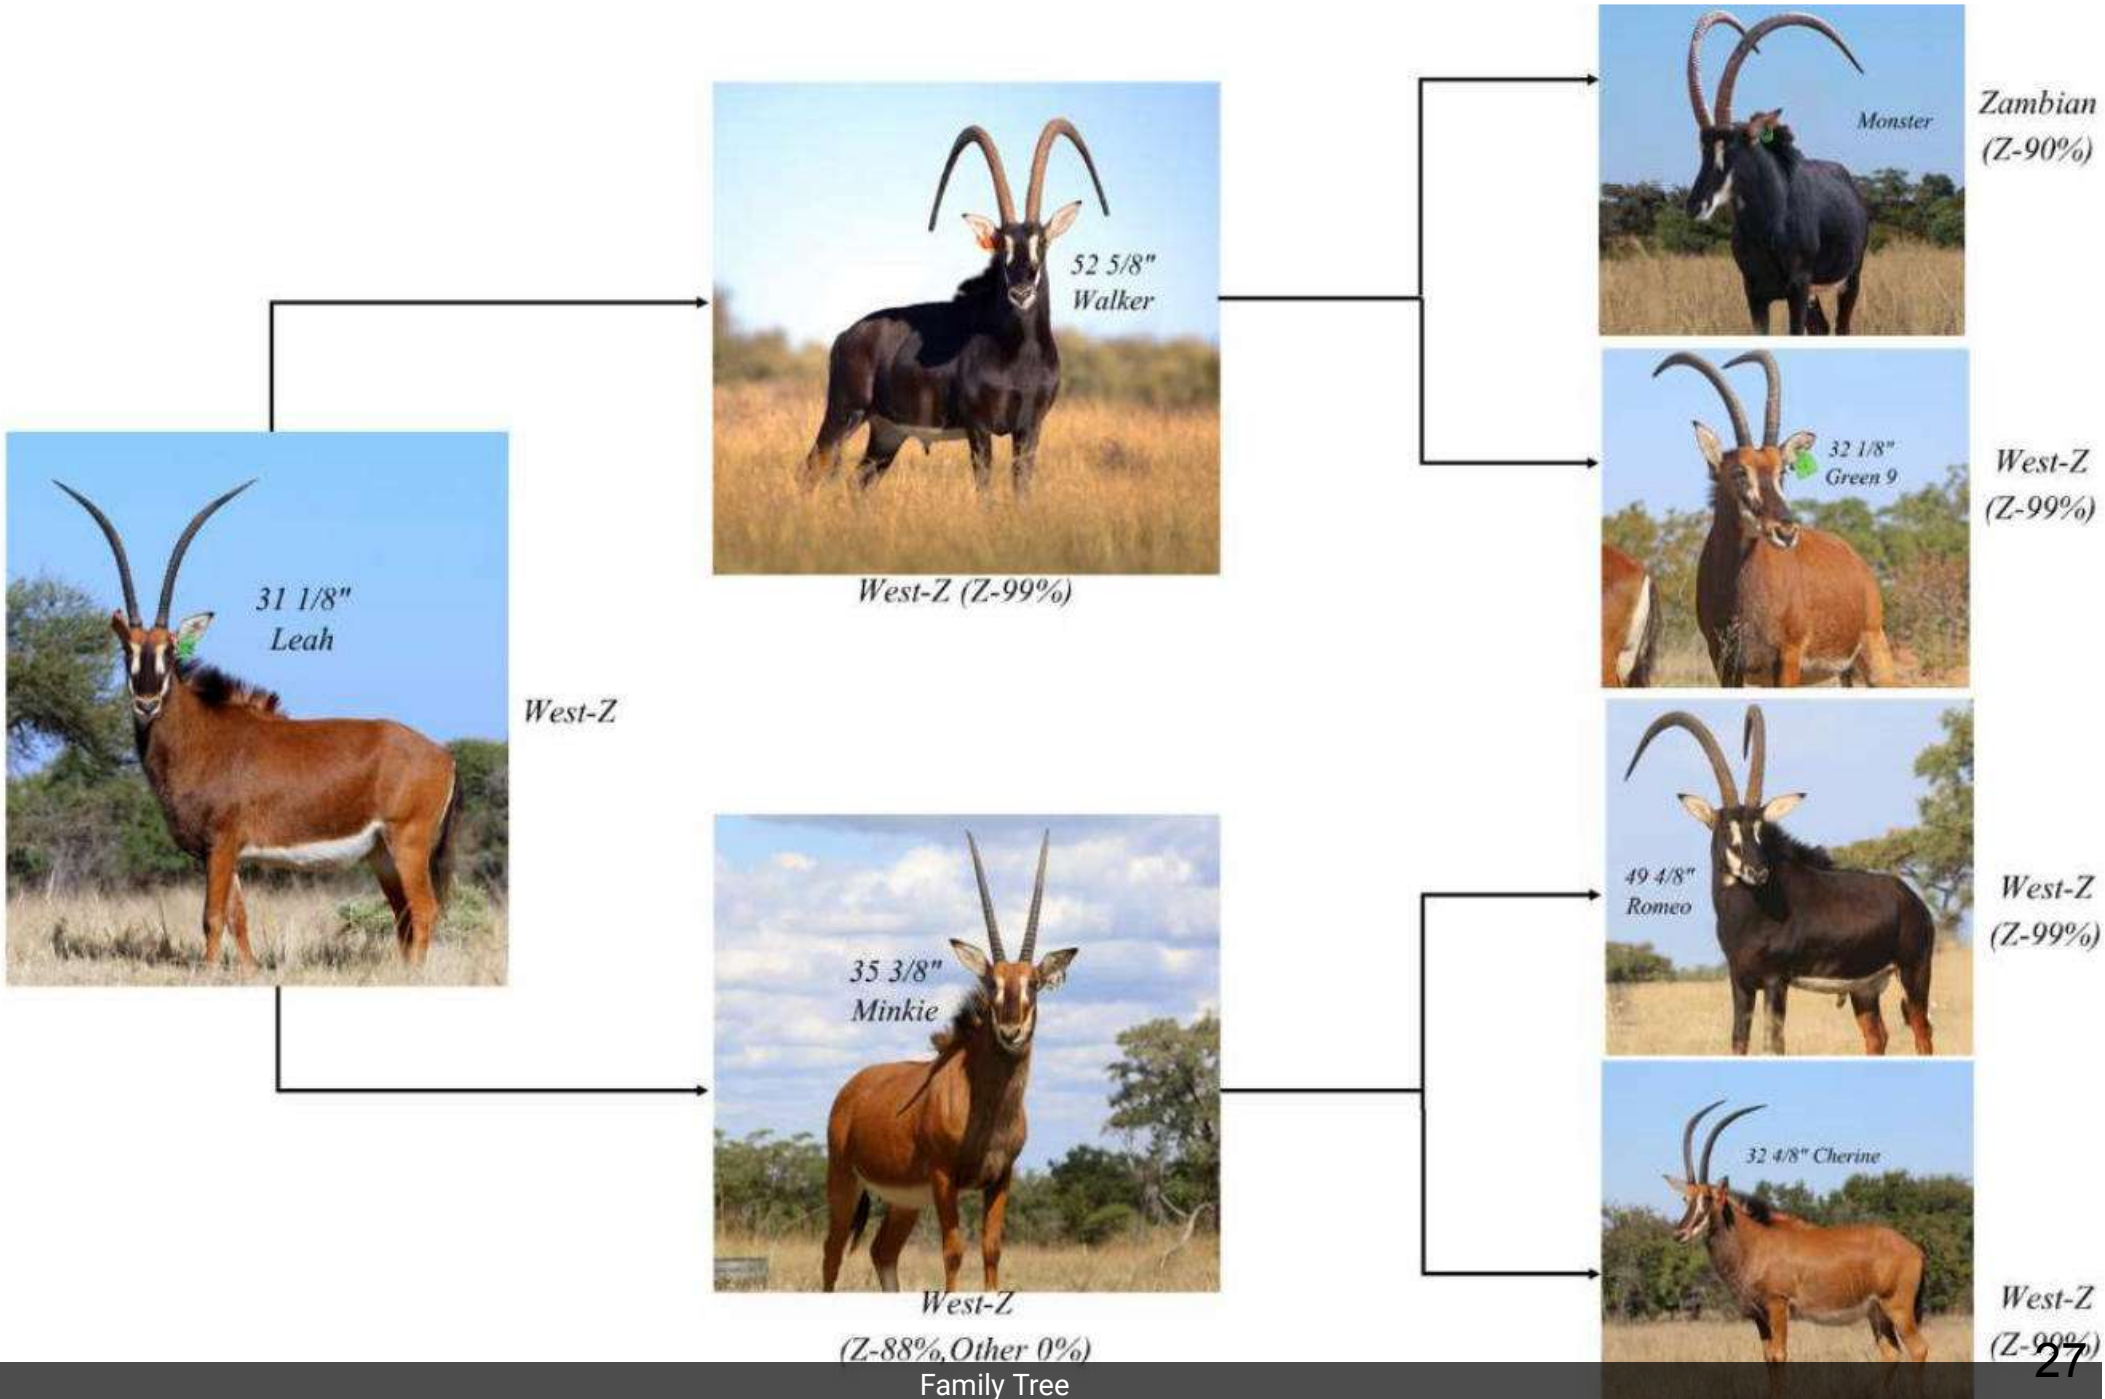 Monster
Zambian
(Z-90%)
52 5/8"
Walker
West-Z (Z-99%)
32 1/8"
Green 9
West-Z
(Z-99%)
31 1/8"
Leah
West-Z
49 4/8"
Romeo
West-Z
(Z-99%)
35 3/8"
Minkie
West-Z
(Z-88%,Other 0%)
32 4/8" Cherine
West-Z
(Z-99%)
27
Family Tree